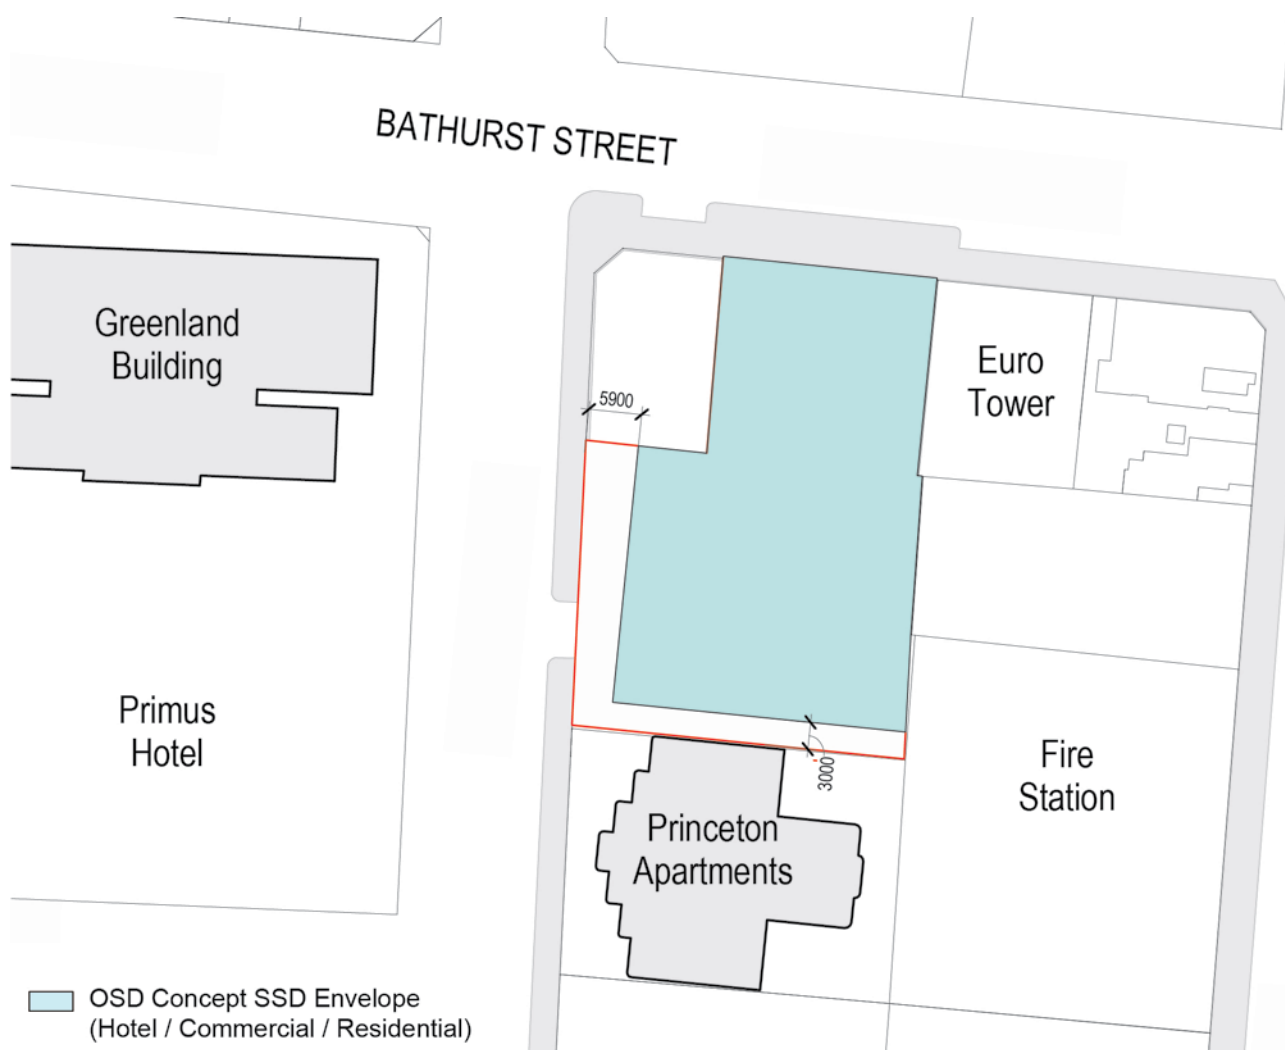 BATHURST STREET
Greenland
Building
Euro
Tower
5900
Primus
Hotel
3000
Fire
Station
Princeton
Apartments
OSD Concept SSD Envelope
(Hotel / Commercial / Residential)